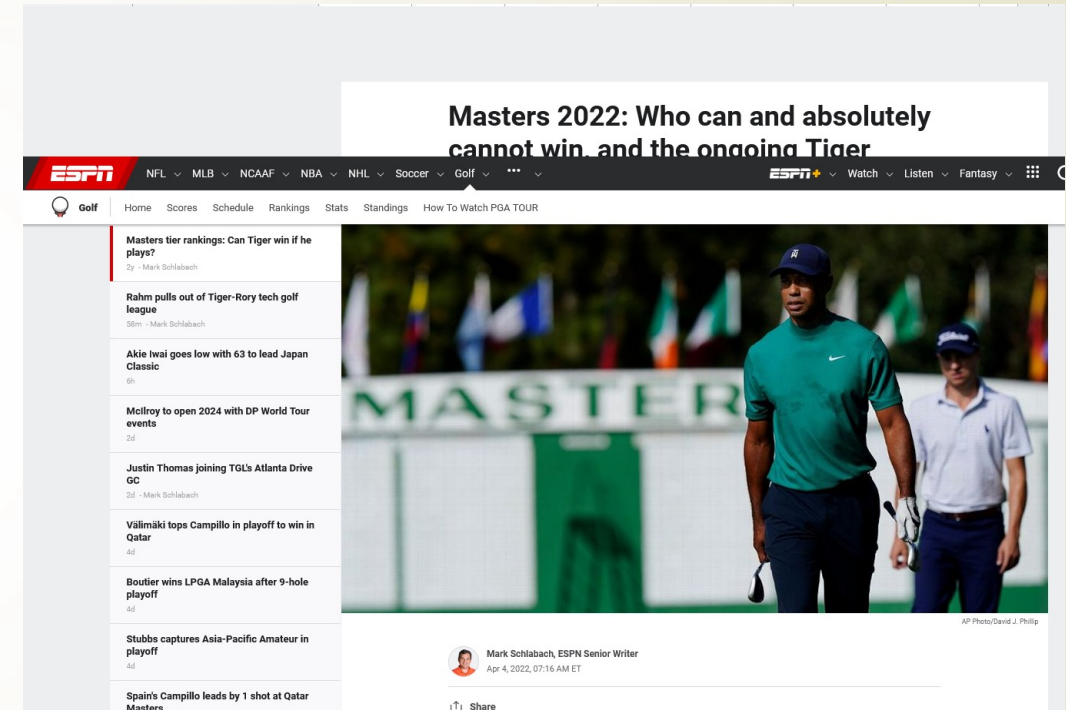 Masters 2022: Who can and absolutely
cannot win, and the ongoing Tiger
ESPN NFL MLB NCAAF NBA NHL Soccer Golf ••• ESPN+ Watch Listen Fantasy
Golf Home Scores Schedule Rankings Stats Standings How To Watch PGA TOUR
Masters tier rankings: Can Tiger win if he
plays?
2y - Mark Schlabach
Rahm pulls out of Tiger-Rory tech golf
league
58m - Mark Schlabach
Akie Iwai goes low with 63 to lead Japan
Classic
6h
McIlroy to open 2024 with DP World Tour
events
2d
Justin Thomas joining TGL's Atlanta Drive
GC
2d - Mark Schlabach
Välimäki tops Campillo in playoff to win in
Qatar
4d
Boutier wins LPGA Malaysia after 9-hole
playoff
4d
Stubbs captures Asia-Pacific Amateur in
playoff
4d
Spain's Campillo leads by 1 shot at Qatar
Masters
MASTER
TW
Titleist
AP Photo/David J. Phillip
Mark Schlabach, ESPN Senior Writer
Apr 4, 2022, 07:16 AM ET
Share